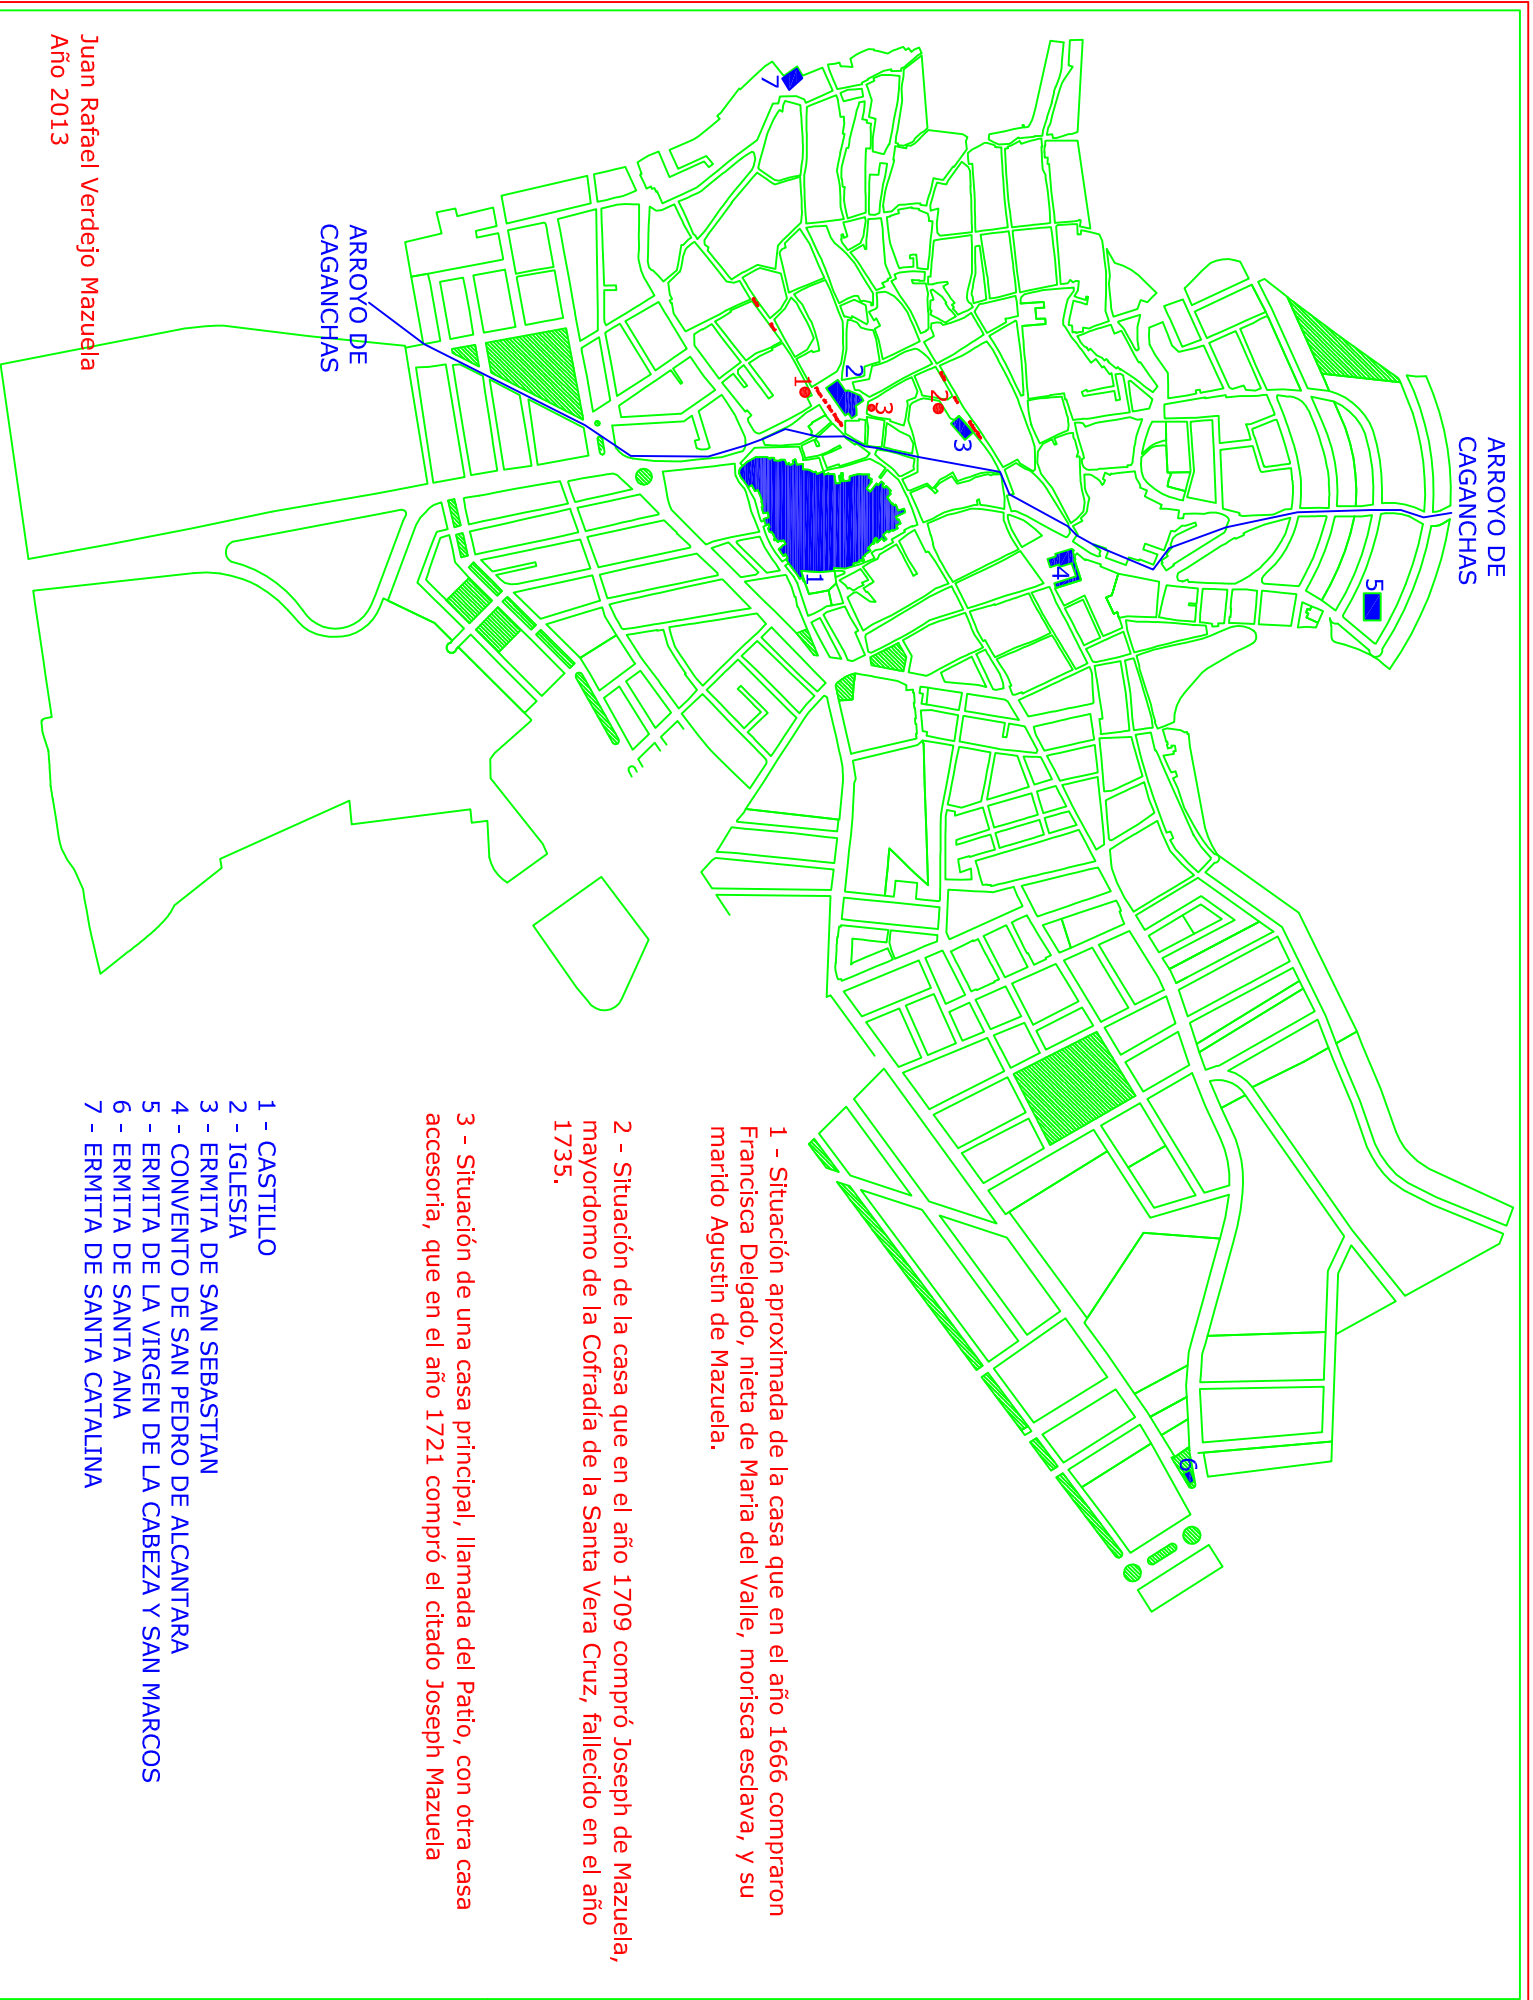 Juan Rafael Verdejo Mazuela
Año 2013
ARROYO DE
CAGANCHAS
ARROYO DE
CAGANCHAS
7
2
1
3
2
3
1
4
5
6
1 - Situación aproximada de la casa que en el año 1666 compraron
Francisca Delgado, nieta de Maria del Valle, morisca esclava, y su
marido Agustin de Mazuela.
2 - Situación de la casa que en el año 1709 compró Joseph de Mazuela,
mayordomo de la Cofradía de la Santa Vera Cruz, fallecido en el año
1735.
3 - Situación de una casa principal, llamada del Patio, con otra casa
accesoria, que en el año 1721 compró el citado Joseph Mazuela
1 - CASTILLO
2 - IGLESIA
3 - ERMITA DE SAN SEBASTIAN
4 - CONVENTO DE SAN PEDRO DE ALCANTARA
5 - ERMITA DE LA VIRGEN DE LA CABEZA Y SAN MARCOS
6 - ERMITA DE SANTA ANA
7 - ERMITA DE SANTA CATALINA